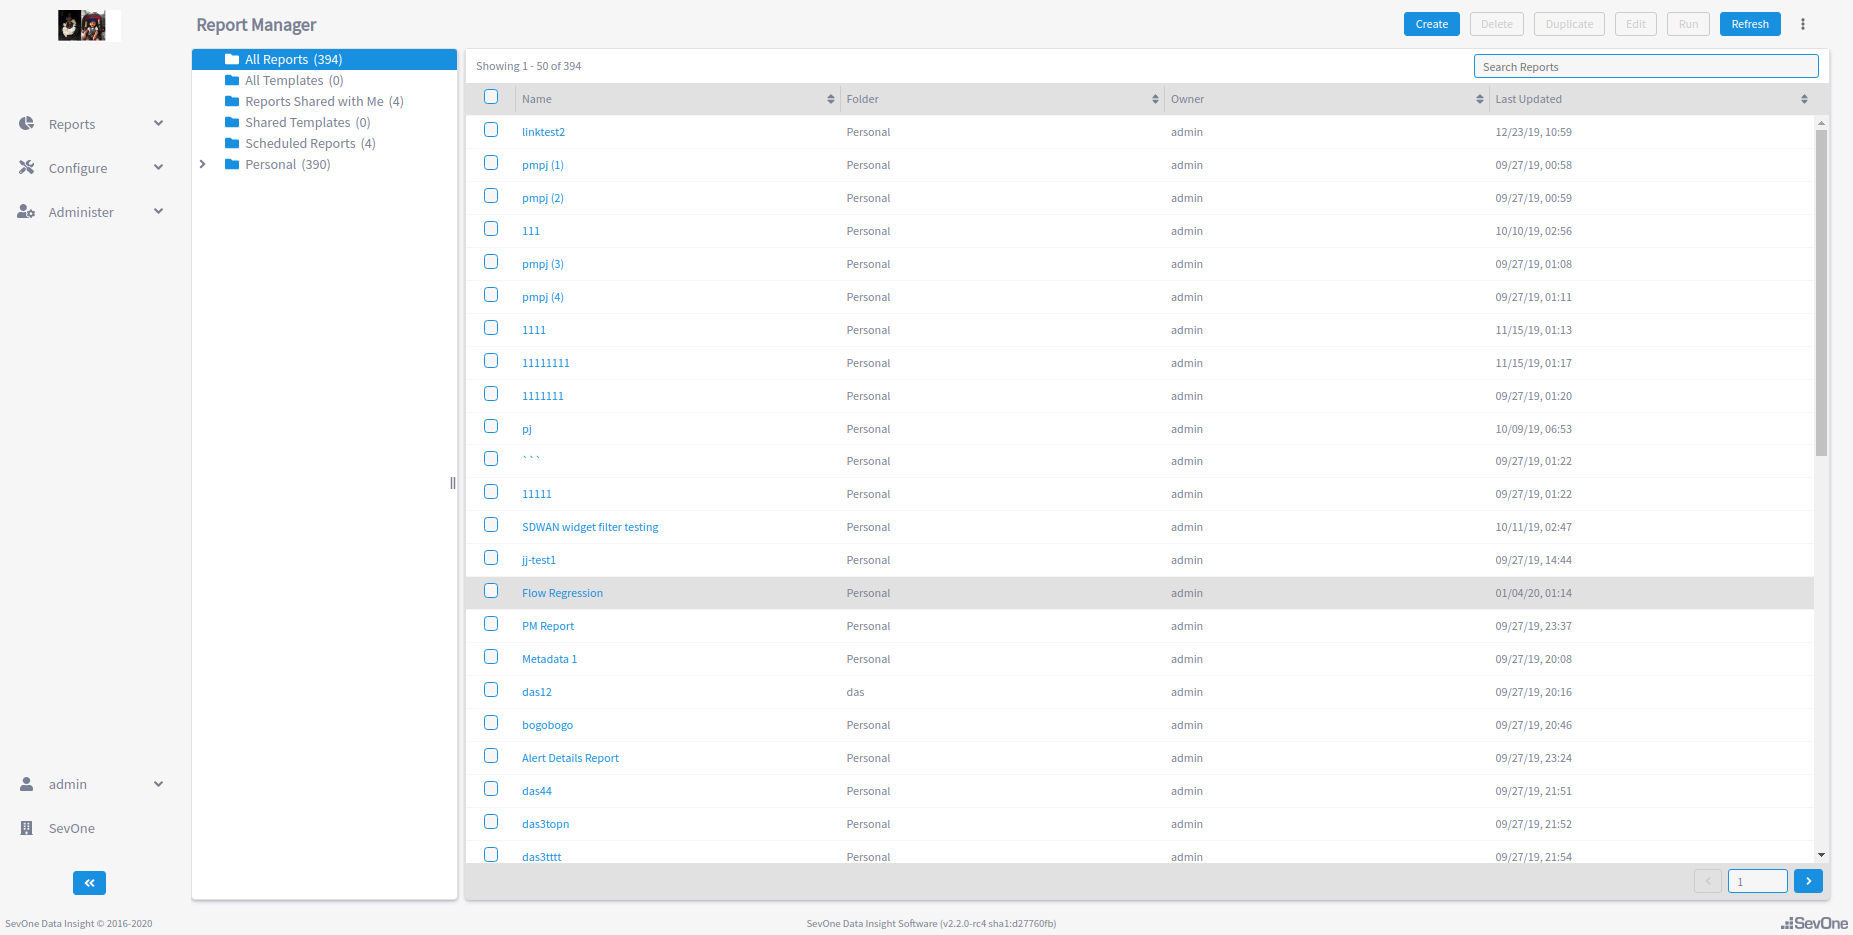 Report Manager
Create Delete Duplicate Edit Run Refresh
Reports
Configure
Administer
admin
SevOne
All Reports (394)
All Templates (0)
Reports Shared with Me (4)
Shared Templates (0)
Scheduled Reports (4)
Personal (390)
Showing 1 - 50 of 394
Search Reports
Name Folder Owner Last Updated
linktest2 Personal admin 12/23/19, 10:59
pmpj (1) Personal admin 09/27/19, 00:58
pmpj (2) Personal admin 09/27/19, 00:59
111 Personal admin 10/10/19, 02:56
pmpj (3) Personal admin 09/27/19, 01:08
pmpj (4) Personal admin 09/27/19, 01:11
1111 Personal admin 11/15/19, 01:13
11111111 Personal admin 11/15/19, 01:17
1111111 Personal admin 09/27/19, 01:20
pj Personal admin 10/09/19, 06:53
``` Personal admin 09/27/19, 01:22
11111 Personal admin 09/27/19, 01:22
SDWAN widget filter testing Personal admin 10/11/19, 02:47
jj-test1 Personal admin 09/27/19, 14:44
Flow Regression Personal admin 01/04/20, 01:14
PM Report Personal admin 09/27/19, 23:37
Metadata 1 Personal admin 09/27/19, 20:08
das12 das admin 09/27/19, 20:16
bogobogo Personal admin 09/27/19, 20:46
Alert Details Report Personal admin 09/27/19, 23:24
das44 Personal admin 09/27/19, 21:51
das3topn Personal admin 09/27/19, 21:52
das3tttt Personal admin 09/27/19, 21:54
1
SevOne Data Insight © 2016-2020
SevOne Data Insight Software (v2.2.0-rc4 sha1:d27760fb)
SevOne